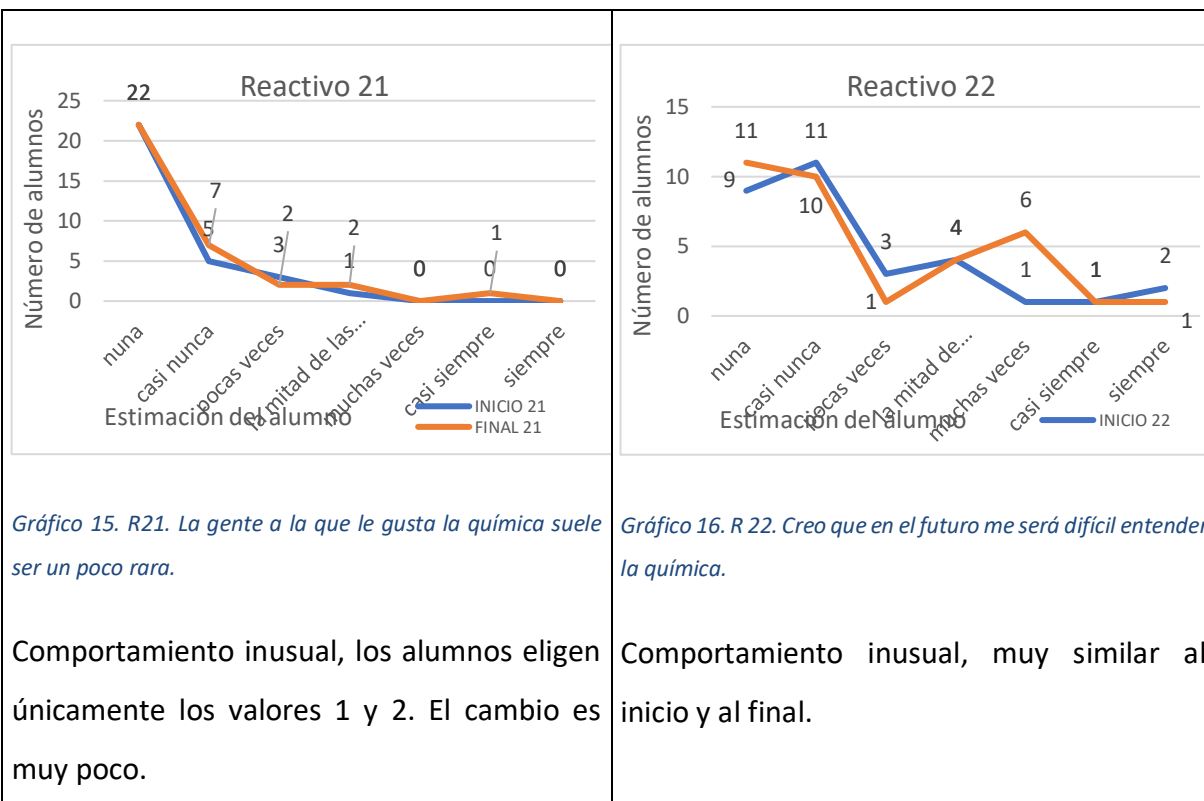 Reactivo 21
Número de alumnos
25
20
15
10
5
0
22
7
5
2
3
2
1
0
1
0
0
nuna
casi nunca
pocas veces
la mitad de las...
muchas veces
casi siempre
siempre
Estimación del alumno
INICIO 21
FINAL 21
Gráfico 15. R21. La gente a la que le gusta la química suele
ser un poco rara.
Comportamiento inusual, los alumnos eligen
únicamente los valores 1 y 2. El cambio es
muy poco.
Reactivo 22
Número de alumnos
15
10
5
0
11
9
11
10
3
1
4
6
1
1
2
1
nuna
casi nunca
pocas veces
la mitad de...
muchas veces
casi siempre
siempre
Estimación del alumno
INICIO 22
Gráfico 16. R 22. Creo que en el futuro me será difícil entender
la química.
Comportamiento inusual, muy similar al
inicio y al final.